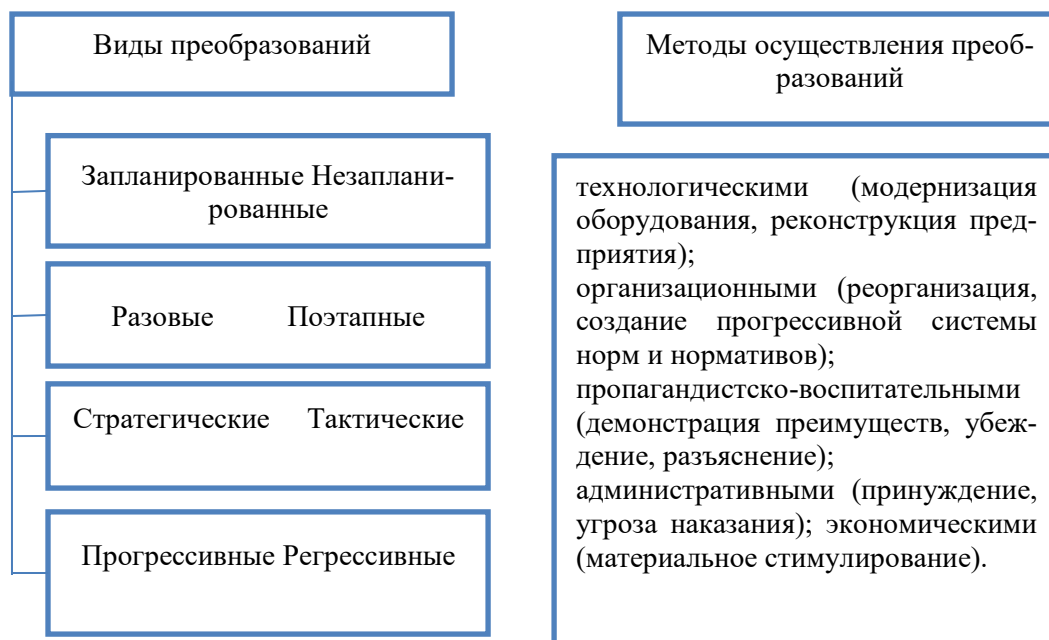 Виды преобразований
Запланированные Незаплани-
рованные
Разовые Поэтапные
Стратегические Тактические
Прогрессивные Регрессивные
Методы осуществления преоб-
разований
технологическими (модернизация
оборудования, реконструкция пред-
приятия);
организационными (реорганизация,
создание прогрессивной системы
норм и нормативов);
пропагандистско-воспитательными
(демонстрация преимуществ, убеж-
дение, разъяснение);
административными (принуждение,
угроза наказания); экономическими
(материальное стимулирование).